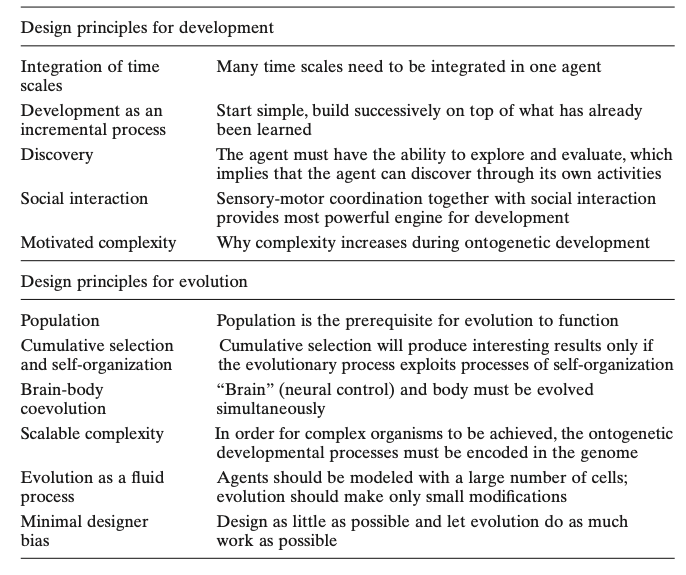 Design principles for development
Integration of time scales Many time scales need to be integrated in one agent
Development as an incremental process Start simple, build successively on top of what has already
been learned
Discovery The agent must have the ability to explore and evaluate, which
implies that the agent can discover through its own activities
Social interaction Sensory-motor coordination together with social interaction
provides most powerful engine for development
Motivated complexity Why complexity increases during ontogenetic development
Design principles for evolution
Population Population is the prerequisite for evolution to function
Cumulative selection and self-organization Cumulative selection will produce interesting results only if
the evolutionary process exploits processes of self-organization
Brain-body coevolution “Brain” (neural control) and body must be evolved
simultaneously
Scalable complexity In order for complex organisms to be achieved, the ontogenetic
developmental processes must be encoded in the genome
Evolution as a fluid process Agents should be modeled with a large number of cells;
evolution should make only small modifications
Minimal designer bias Design as little as possible and let evolution do as much
work as possible